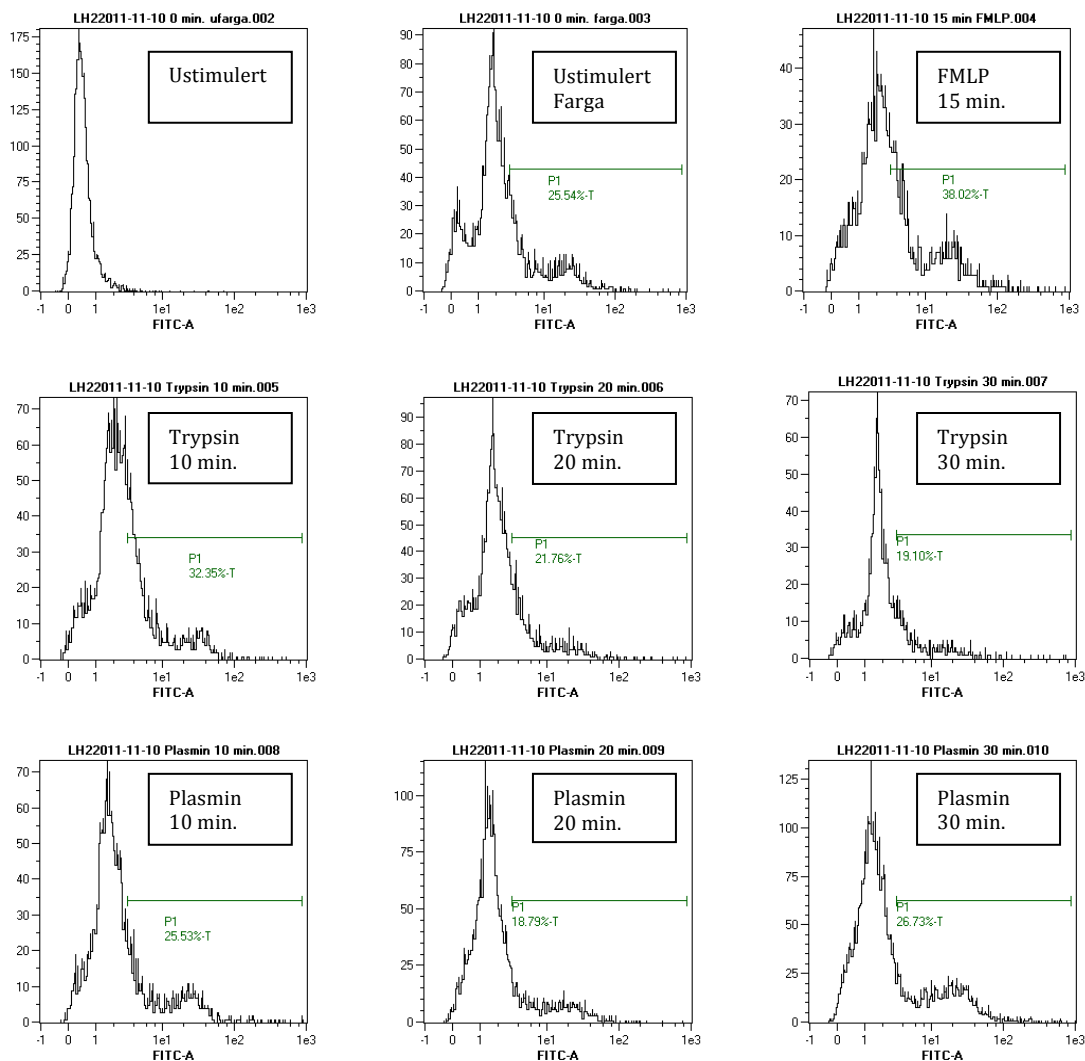 LH22011-11-10 0 min. ufarga.002
175
150
125
100
75
50
25
0
Ustimulert
-1 0 1 1e1 1e2 1e3
FITC-A
LH22011-11-10 0 min. farga.003
90
80
70
60
50
40
30
20
10
0
Ustimulert
Farga
P1
25.54%-T
-1 0 1 1e1 1e2 1e3
FITC-A
LH22011-11-10 15 min FMLP.004
40
30
20
10
0
FMLP
15 min.
P1
38.02%-T
-1 0 1 1e1 1e2 1e3
FITC-A
LH22011-11-10 Trypsin 10 min.005
70
60
50
40
30
20
10
0
Trypsin
10 min.
P1
32.35%-T
-1 0 1 1e1 1e2 1e3
FITC-A
LH22011-11-10 Trypsin 20 min.006
90
80
70
60
50
40
30
20
10
0
Trypsin
20 min.
P1
21.76%-T
-1 0 1 1e1 1e2 1e3
FITC-A
LH22011-11-10 Trypsin 30 min.007
70
60
50
40
30
20
10
0
Trypsin
30 min.
P1
19.10%-T
-1 0 1 1e1 1e2 1e3
FITC-A
LH22011-11-10 Plasmin 10 min.008
70
60
50
40
30
20
10
0
Plasmin
10 min.
P1
25.53%-T
-1 0 1 1e1 1e2 1e3
FITC-A
LH22011-11-10 Plasmin 20 min.009
100
75
50
25
0
Plasmin
20 min.
P1
18.79%-T
-1 0 1 1e1 1e2 1e3
FITC-A
LH22011-11-10 Plasmin 30 min.010
125
100
75
50
25
0
Plasmin
30 min.
P1
26.73%-T
-1 0 1 1e1 1e2 1e3
FITC-A